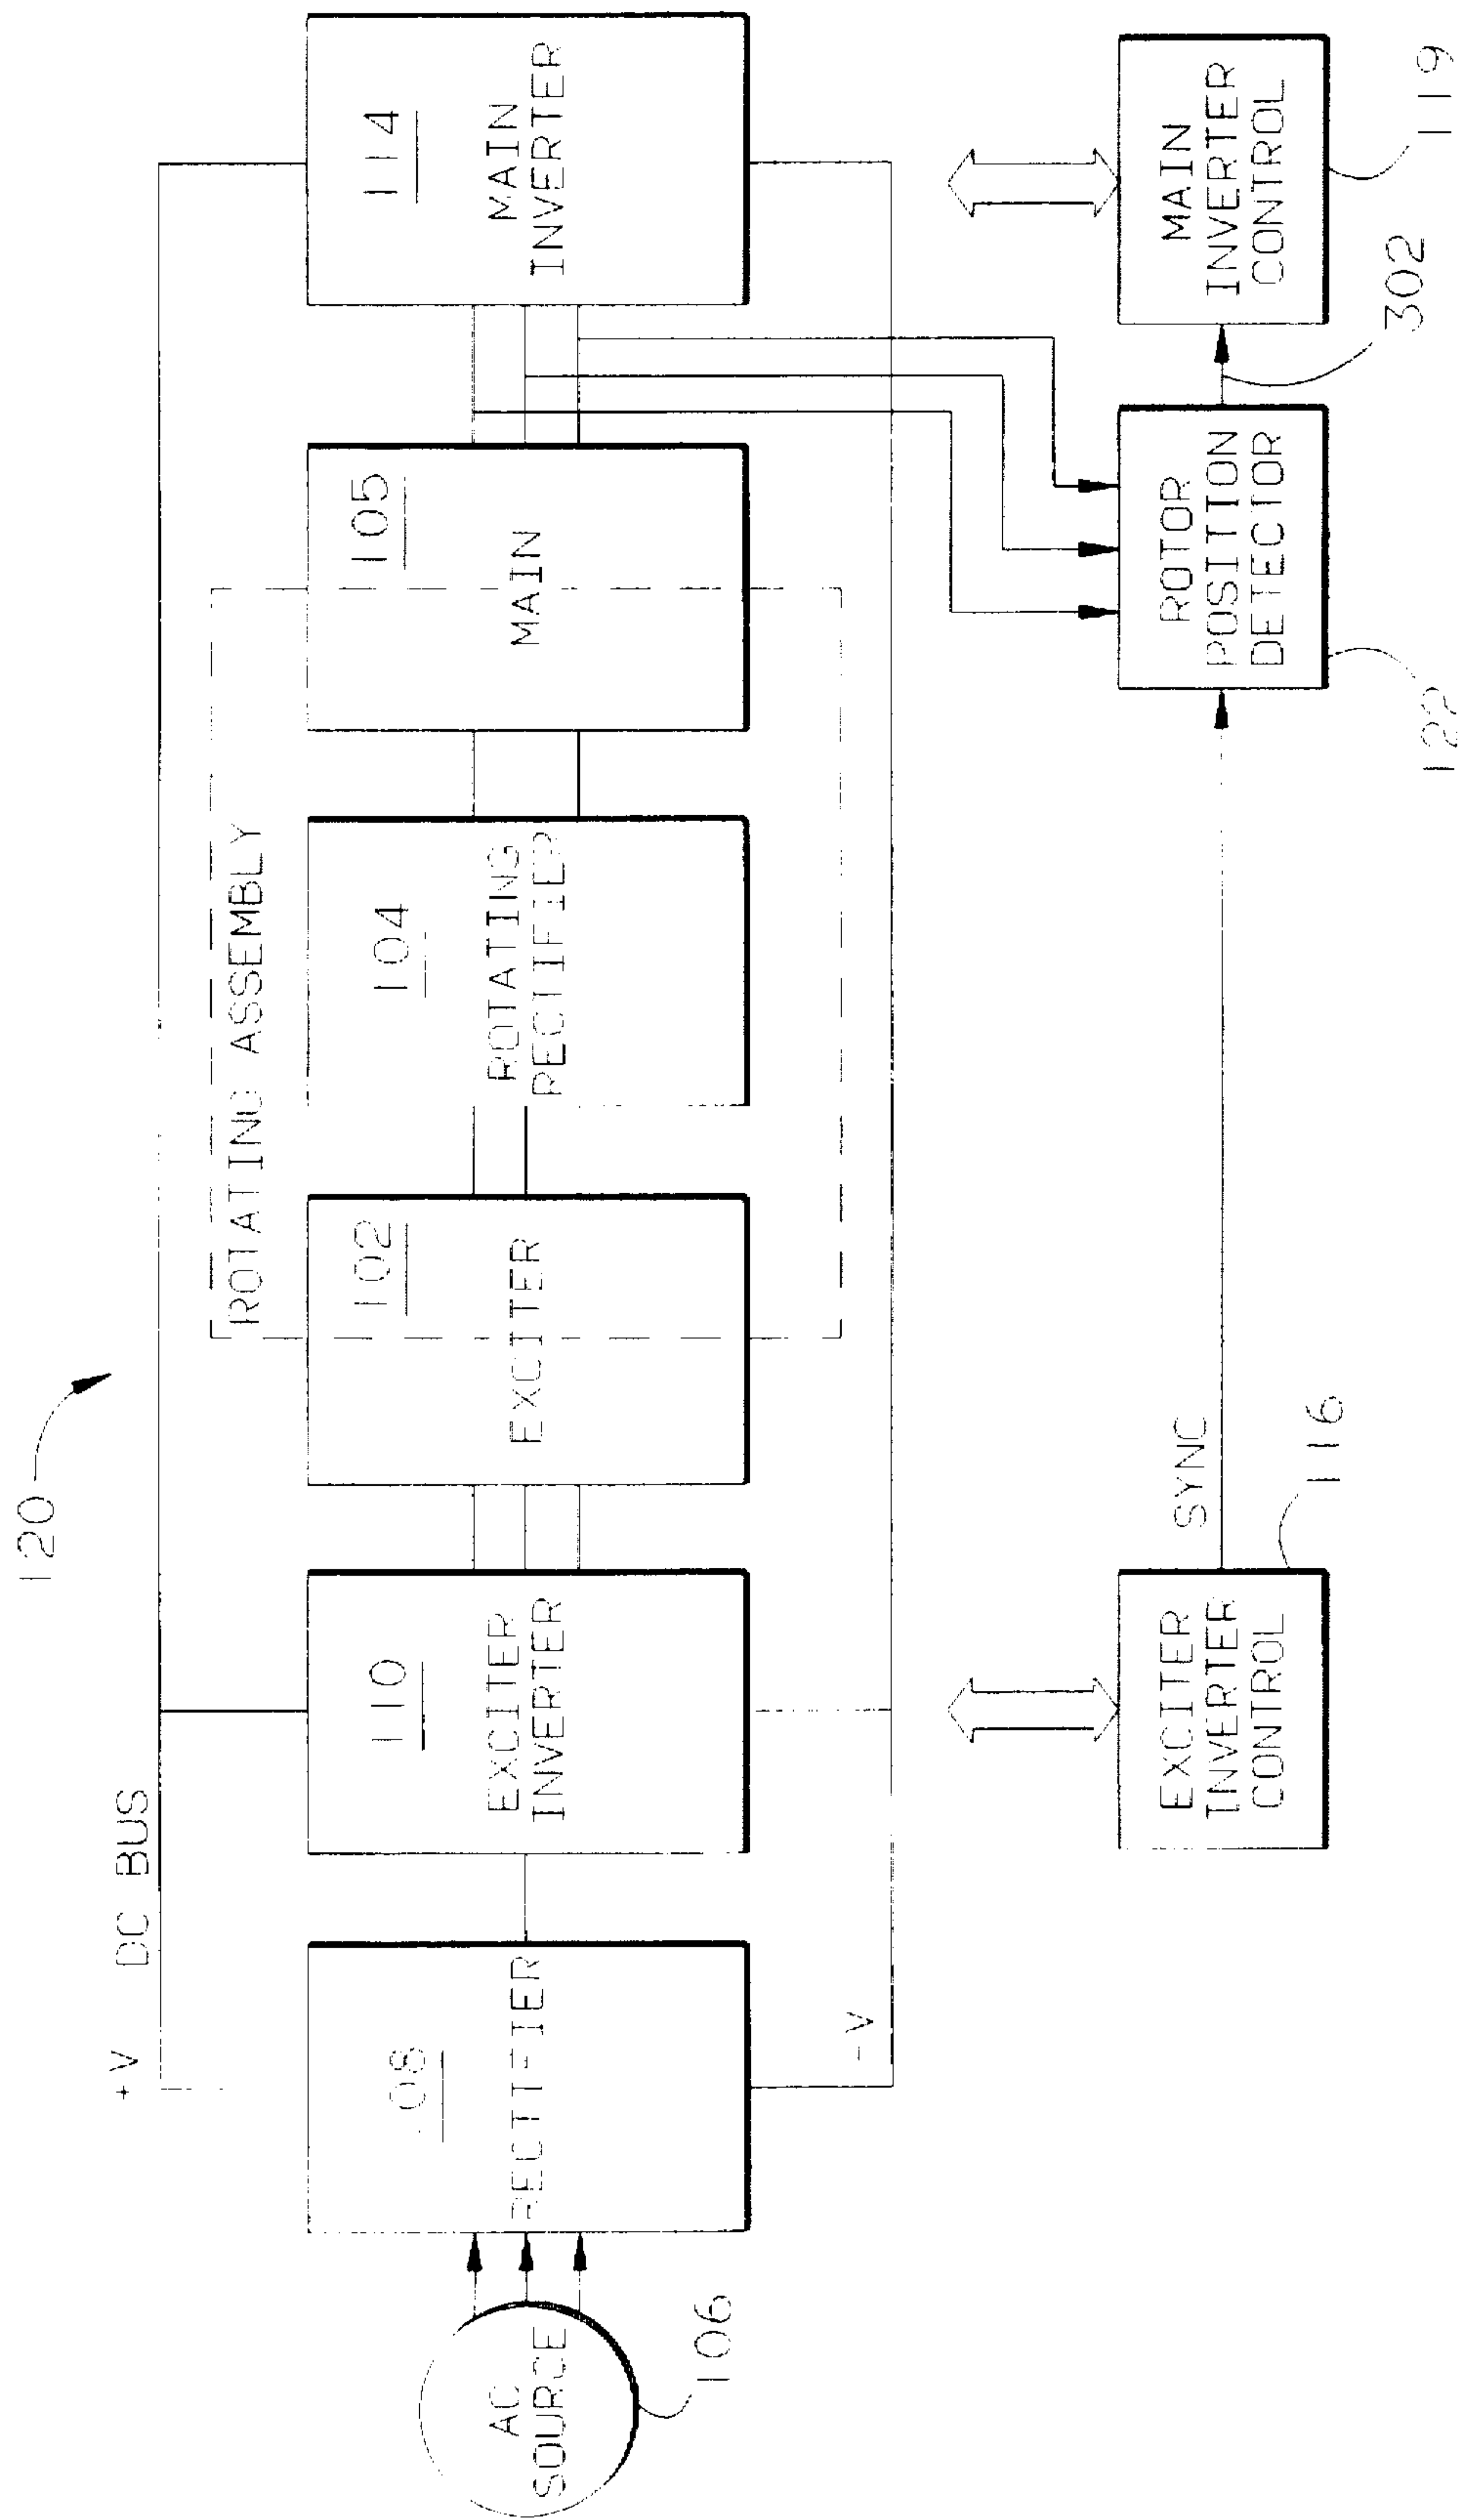 120
+V DC BUS
ROTATING ASSEMBLY
108
RECTIFIER
110
EXCITER
INVERTER
102
EXCITER
104
ROTATING
RECTIFIER
105
MAIN
114
MAIN
INVERTER
AC
SOURCE
106
-V
EXCITER
INVERTER
CONTROL
116
SYNC
ROTOR
POSITION
DETECTOR
122
302
MAIN
INVERTER
CONTROL
119